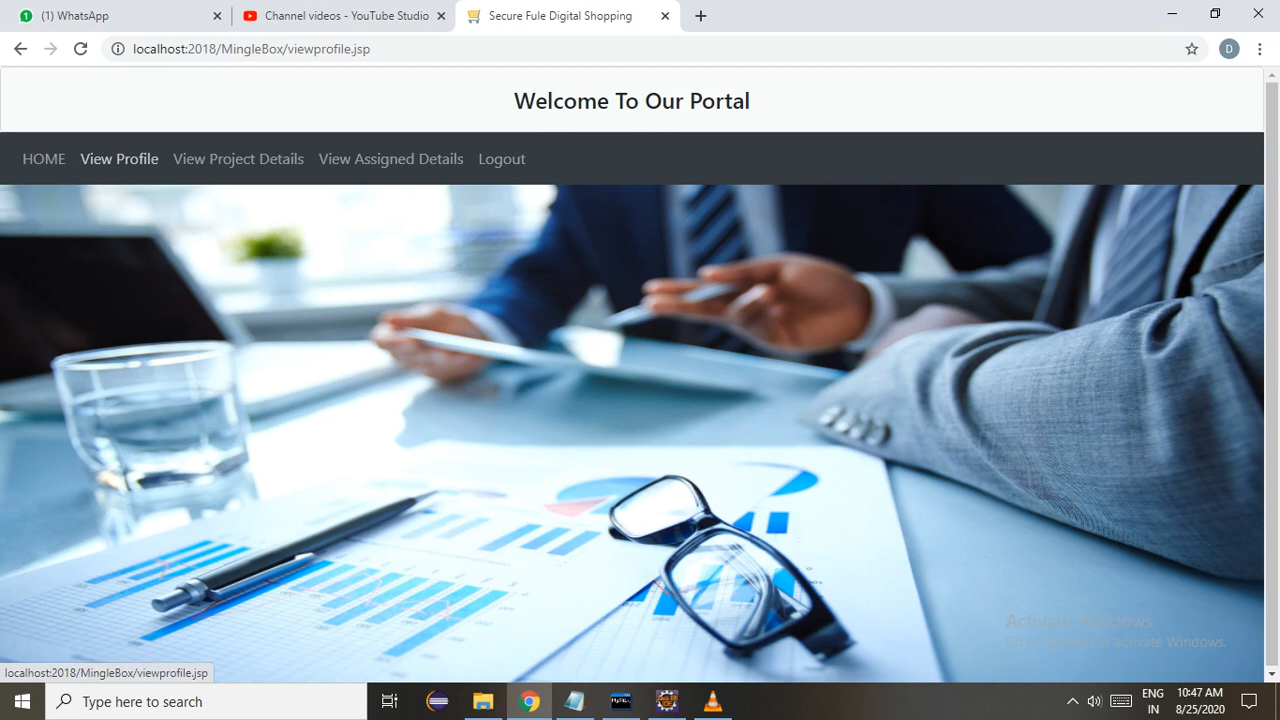 (1) WhatsApp
Channel videos - YouTube Studio
Secure Fule Digital Shopping
localhost:2018/MingleBox/viewprofile.jsp
D
Welcome To Our Portal
HOME View Profile View Project Details View Assigned Details Logout
Activate Windows
Go to Settings to activate Windows.
localhost:2018/MingleBox/viewprofile.jsp
Type here to search
ENG
IN
10:47 AM
8/25/2020